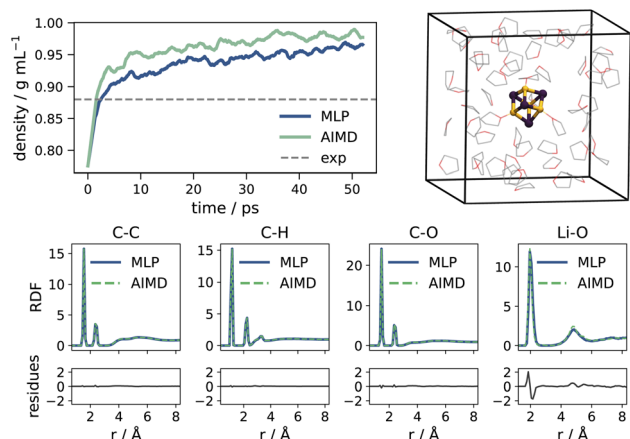 1.00
0.95
0.90
0.85
0.80
density / g mL⁻¹
MLP
AIMD
exp
0 10 20 30 40 50
time / ps
C-C C-H C-O Li-O
RDF
15
10
5
0
MLP
AIMD
15
10
5
0
MLP
AIMD
20
10
0
MLP
AIMD
10
5
0
MLP
AIMD
residues
2
0
−2
2
0
−2
2
0
−2
2
0
−2
2 4 6 8 2 4 6 8 2 4 6 8 2 4 6 8
r / Å r / Å r / Å r / Å